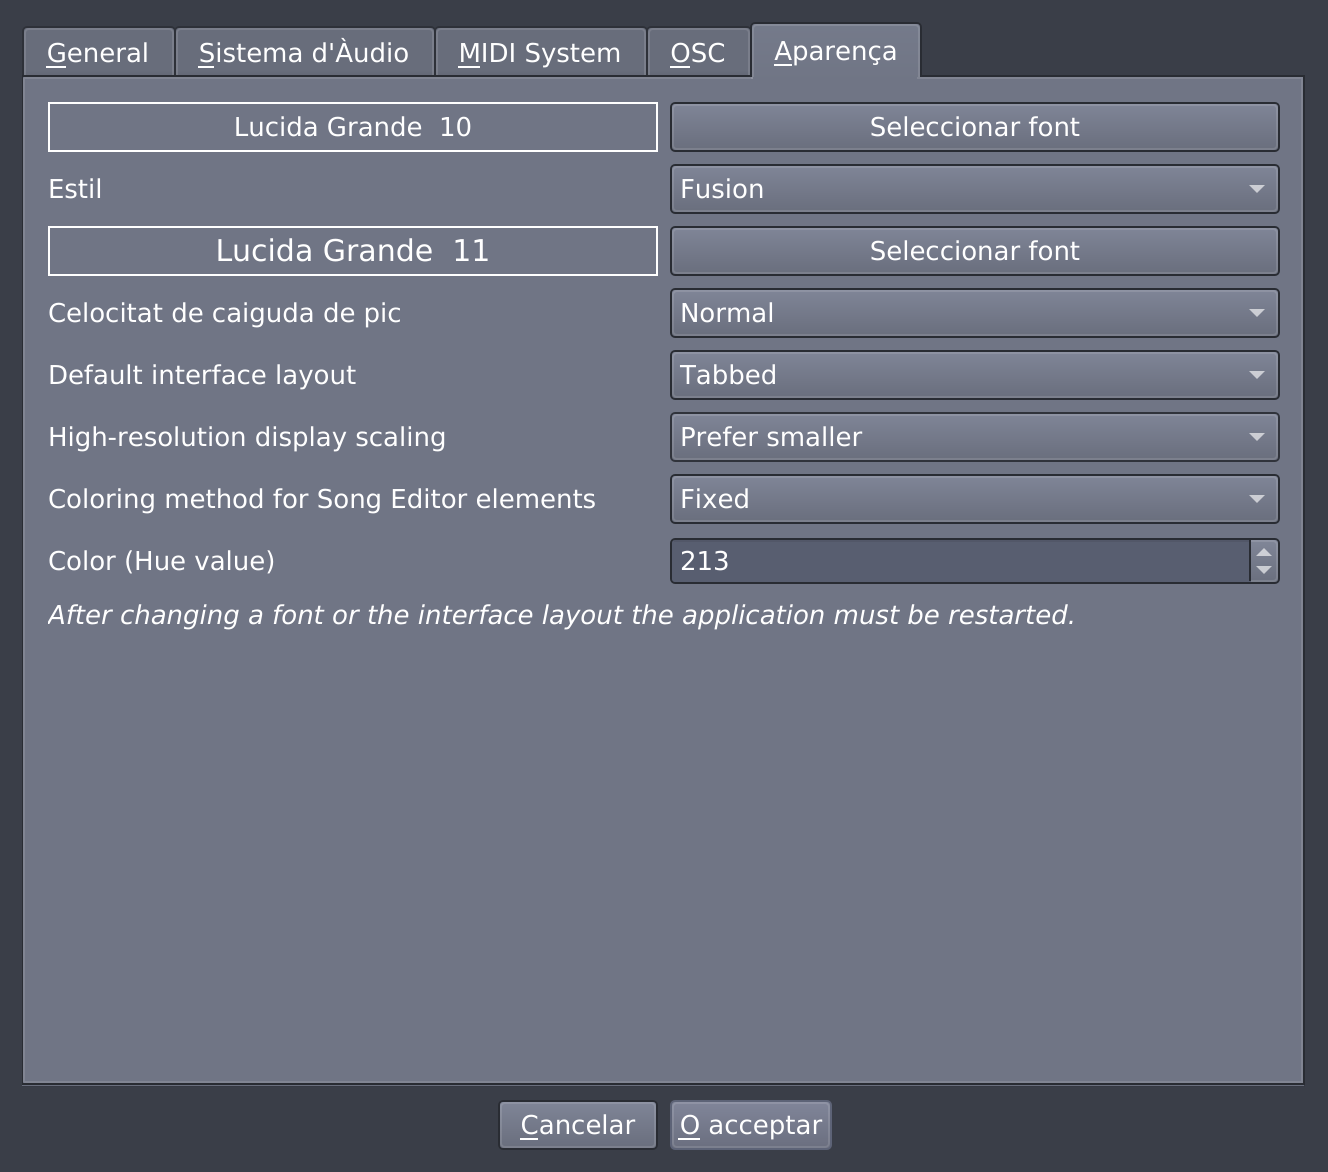 General Sistema d'Àudio MIDI System OSC Aparença
Lucida Grande  10 Seleccionar font
Estil Fusion
Lucida Grande  11 Seleccionar font
Celocitat de caiguda de pic Normal
Default interface layout Tabbed
High-resolution display scaling Prefer smaller
Coloring method for Song Editor elements Fixed
Color (Hue value) 213
After changing a font or the interface layout the application must be restarted.
Cancelar O acceptar